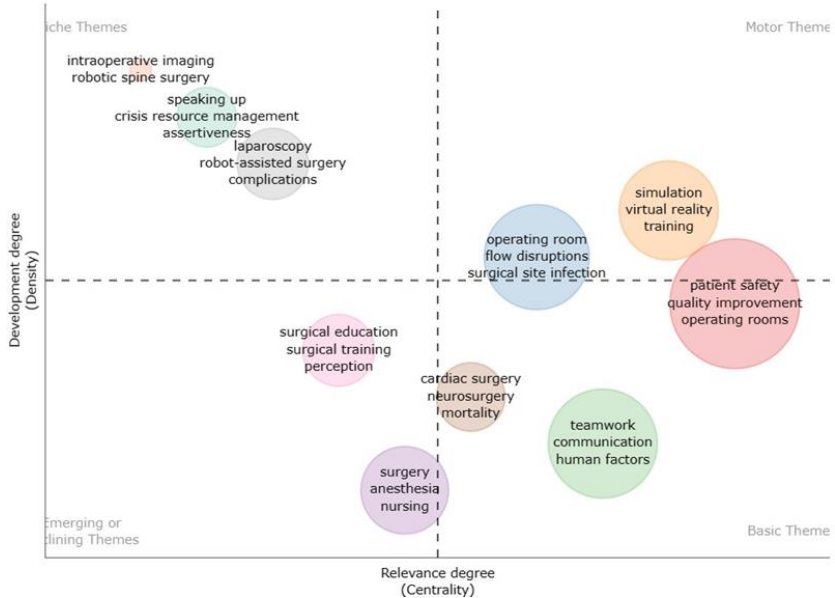 iche Themes
Motor Theme
intraoperative imaging
robotic spine surgery
speaking up
crisis resource management
assertiveness
laparoscopy
robot-assisted surgery
complications
simulation
virtual reality
training
operating room
flow disruptions
surgical site infection
patient safety
quality improvement
operating rooms
surgical education
surgical training
perception
cardiac surgery
neurosurgery
mortality
teamwork
communication
human factors
surgery
anesthesia
nursing
Emerging or
clining Themes
Basic Theme
Development degree
(Density)
Relevance degree
(Centrality)